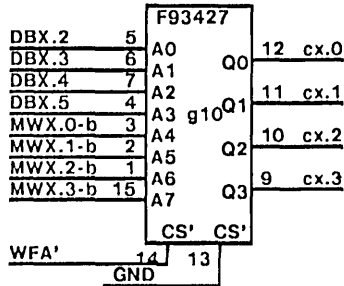 F93427
DBX.2 5 A0 Q0 12 cx.0
DBX.3 6 A1
DBX.4 7 A2 Q1 11 cx.1
DBX.5 4 A3 g10
MWX.0-b 3 A4 Q2 10 cx.2
MWX.1-b 2 A5
MWX.2-b 1 A6 Q3 9 cx.3
MWX.3-b 15 A7
CS' CS'
WFA' 14 13
GND